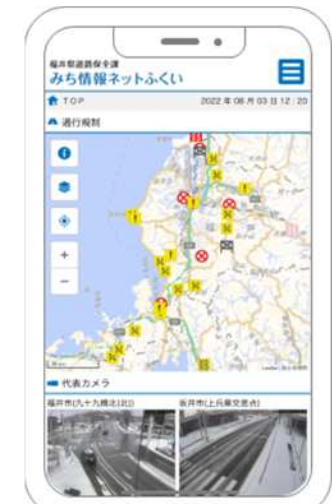 福井県道路保全課
みち情報ネットふくい
TOP
2022年08月03日12:20
通行規制
+
−
代表カメラ
福井市(九十九橋北(北))
坂井市(上兵庫交差点)